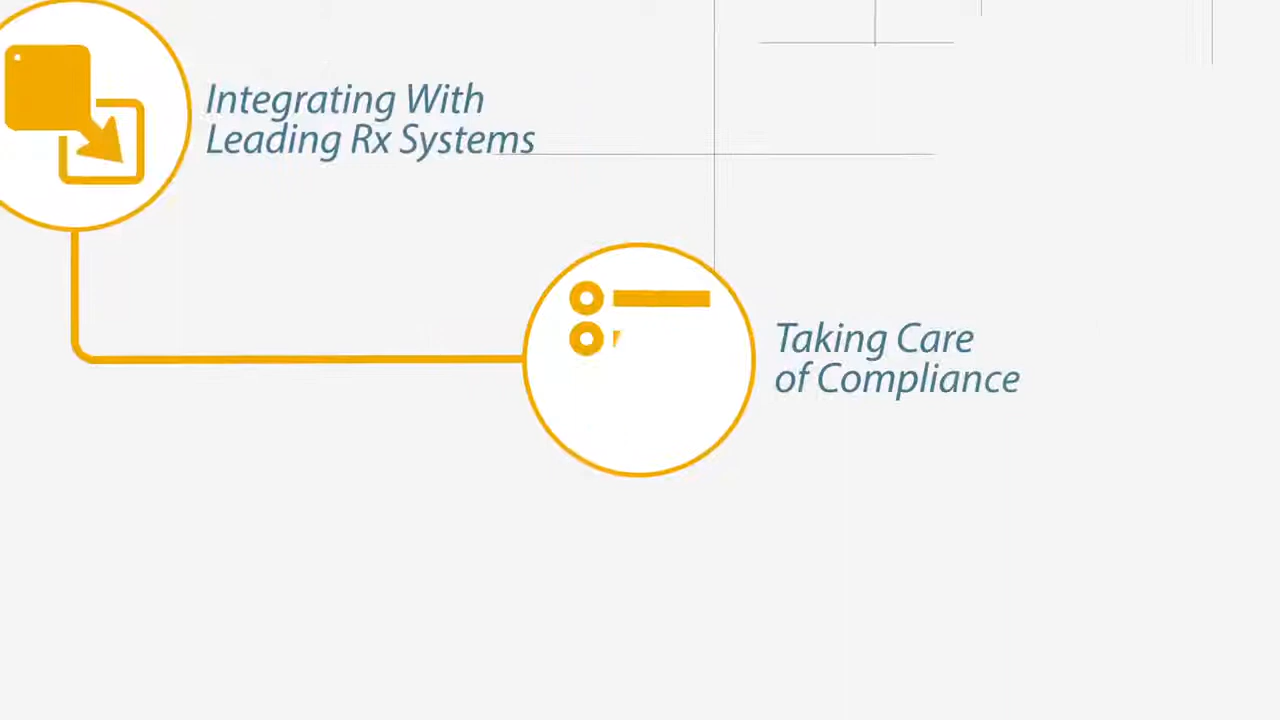 Integrating With
Leading Rx Systems
Taking Care
of Compliance